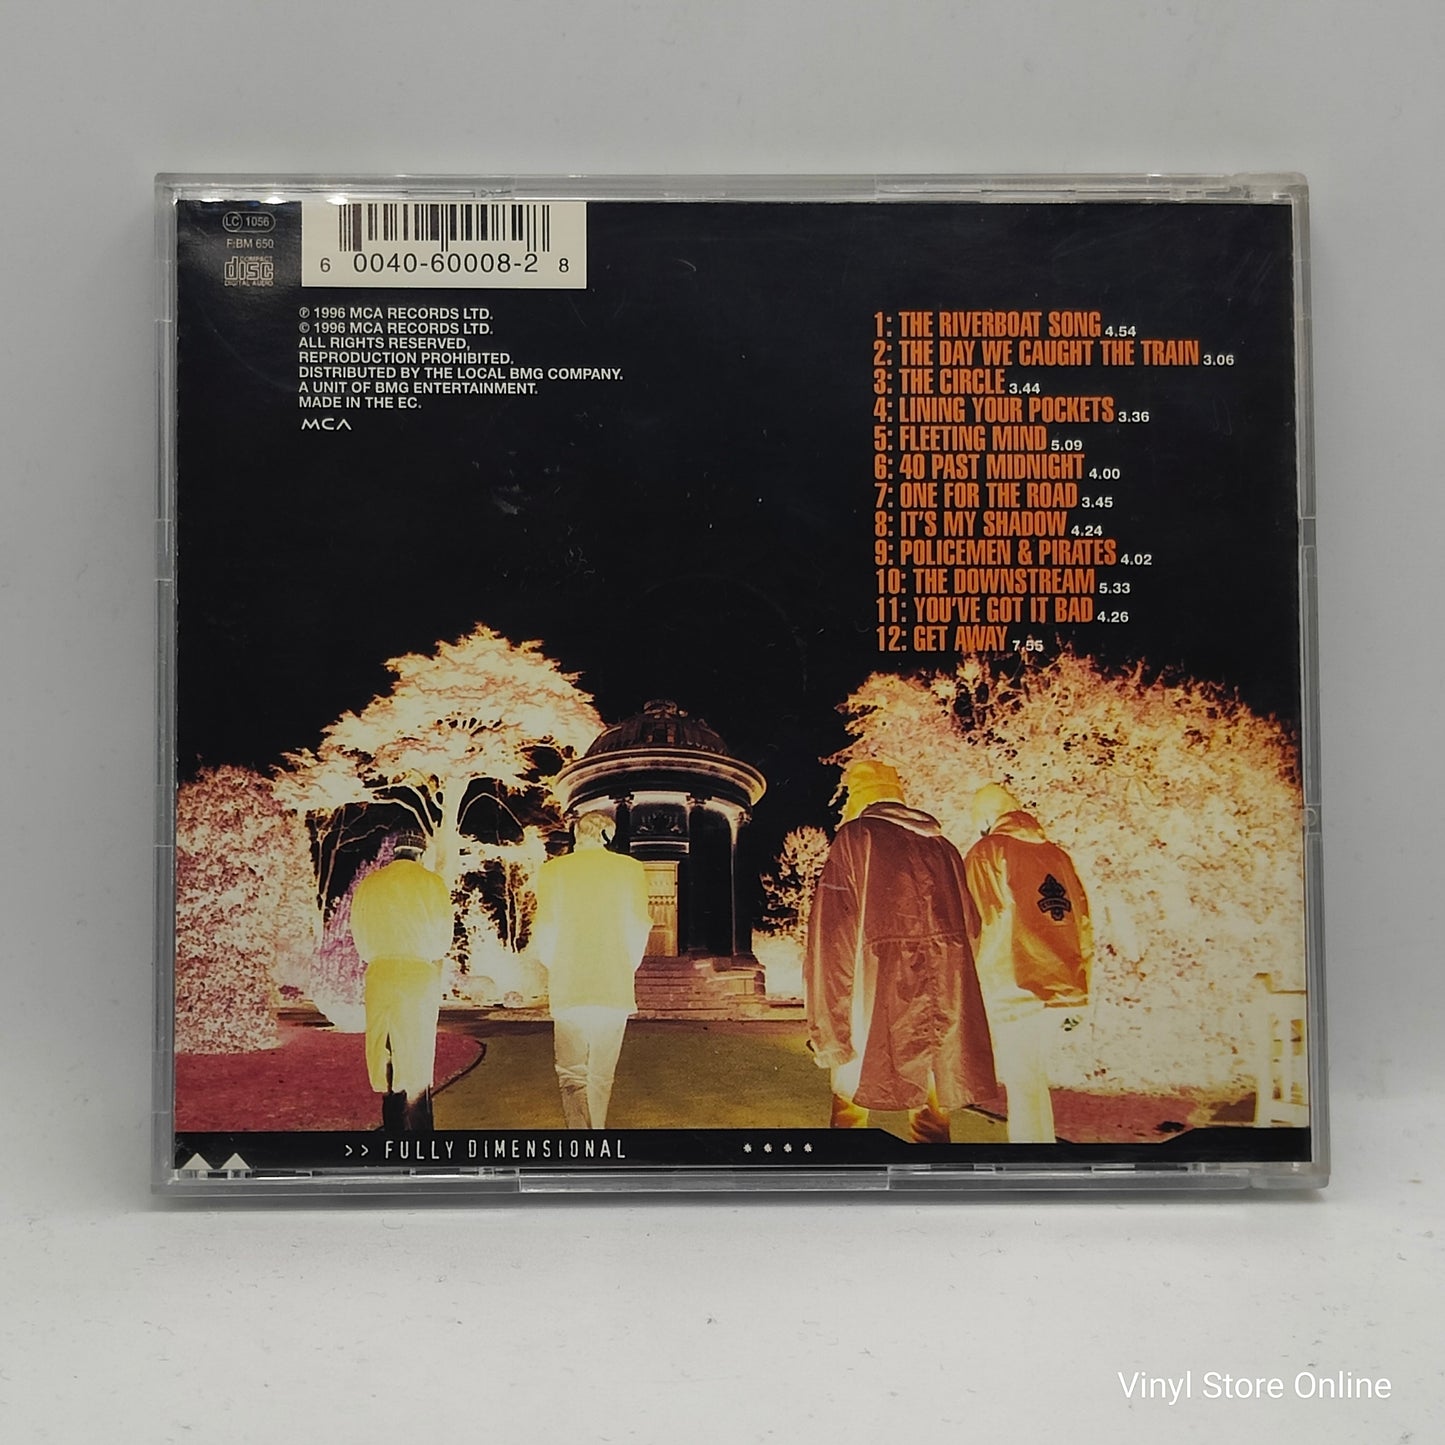 LC 1056
F:BM 650
COMPACT
disc
DIGITAL AUDIO
6 0040-60008-2 8
℗ 1996 MCA RECORDS LTD.
© 1996 MCA RECORDS LTD.
ALL RIGHTS RESERVED,
REPRODUCTION PROHIBITED.
DISTRIBUTED BY THE LOCAL BMG COMPANY.
A UNIT OF BMG ENTERTAINMENT.
MADE IN THE EC.
MCA
1: THE RIVERBOAT SONG 4.54
2: THE DAY WE CAUGHT THE TRAIN 3.06
3: THE CIRCLE 3.44
4: LINING YOUR POCKETS 3.36
5: FLEETING MIND 5.09
6: 40 PAST MIDNIGHT 4.00
7: ONE FOR THE ROAD 3.45
8: IT'S MY SHADOW 4.24
9: POLICEMEN & PIRATES 4.02
10: THE DOWNSTREAM 5.33
11: YOU'VE GOT IT BAD 4.26
12: GET AWAY 7.55
>> FULLY DIMENSIONAL
Vinyl Store Online